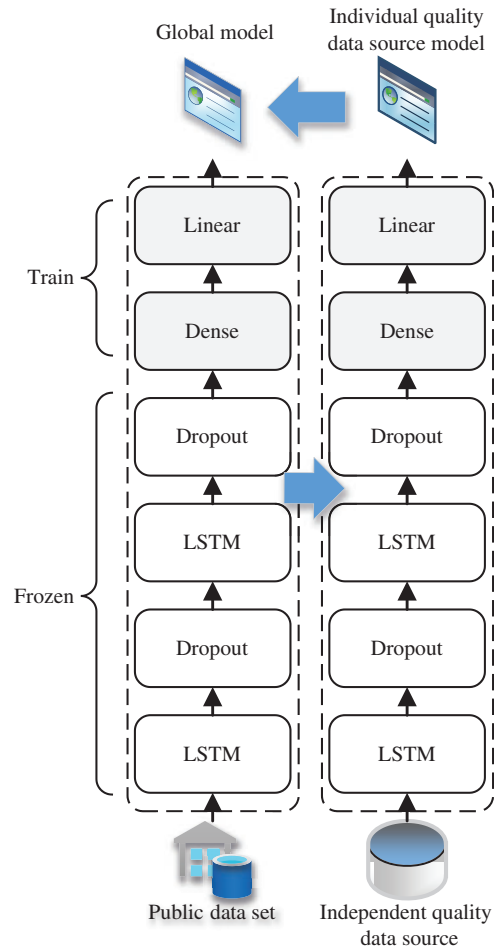 Global model
Individual quality
data source model
Linear
Linear
Train
Dense
Dense
Dropout
Dropout
LSTM
LSTM
Frozen
Dropout
Dropout
LSTM
LSTM
Public data set
Independent quality
data source